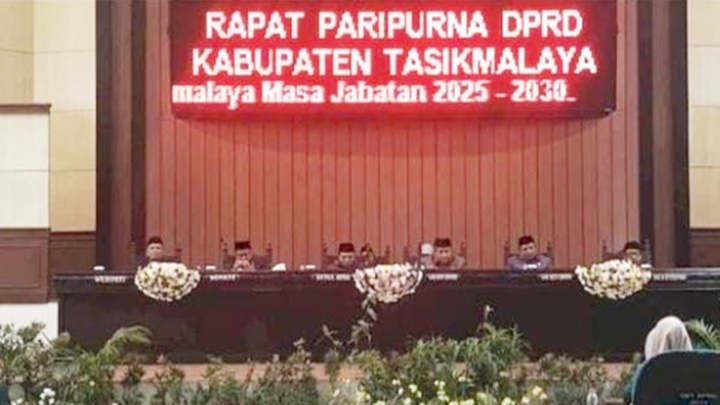 RAPAT PARIPURNA DPRD
KABUPATEN TASIKMALAYA
malaya Masa Jabatan 2025 - 2030